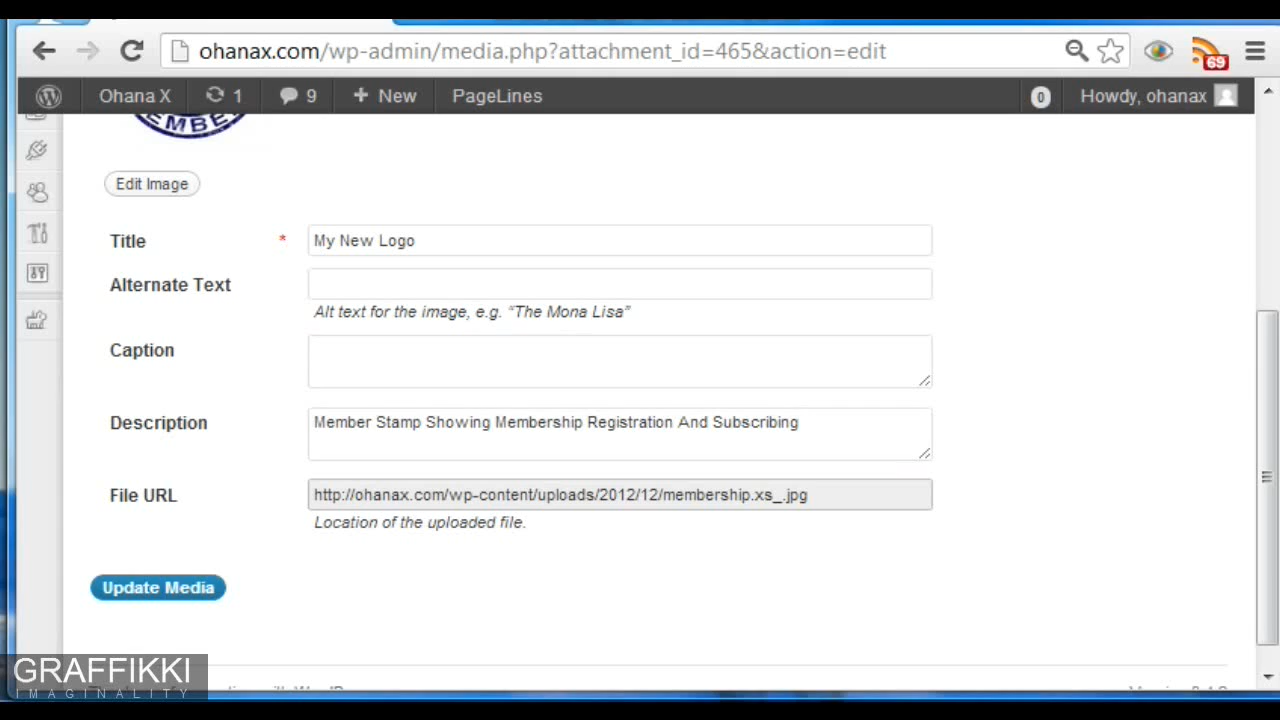 ohanax.com/wp-admin/media.php?attachment_id=465&action=edit
69
Ohana X 1 9 + New PageLines 0 Howdy, ohanax
MEMBER
Edit Image
Title * My New Logo
Alternate Text
Alt text for the image, e.g. “The Mona Lisa”
Caption
Description Member Stamp Showing Membership Registration And Subscribing
File URL http://ohanax.com/wp-content/uploads/2012/12/membership.xs_.jpg
Location of the uploaded file.
Update Media
GRAFFIKKI
IMAGINALITY